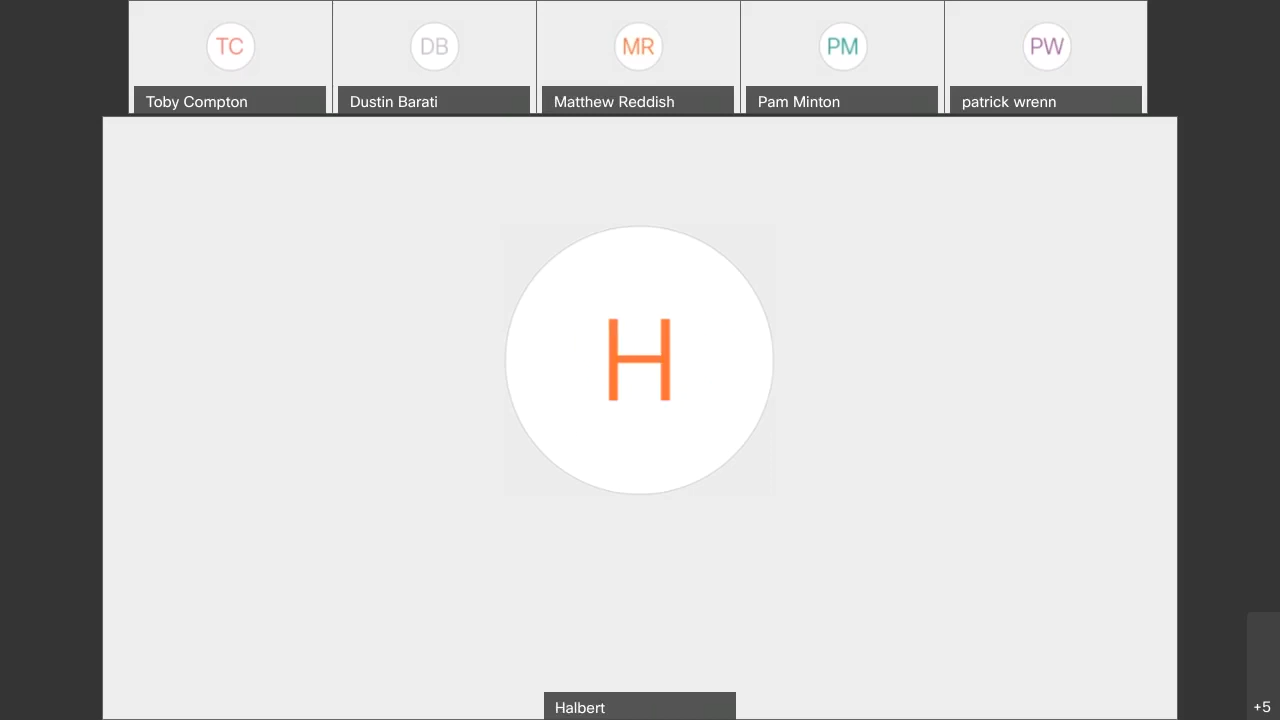 TC
DB
MR
PM
PW
Toby Compton
Dustin Barati
Matthew Reddish
Pam Minton
patrick wrenn
H
Halbert
+5